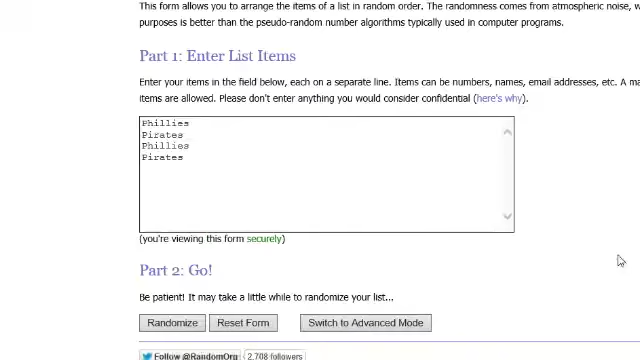 This form allows you to arrange the items of a list in random order. The randomness comes from atmospheric noise, w
purposes is better than the pseudo-random number algorithms typically used in computer programs.
Part 1: Enter List Items
Enter your items in the field below, each on a separate line. Items can be numbers, names, email addresses, etc. A ma
items are allowed. Please don't enter anything you would consider confidential (here's why).
Phillies
Pirates
Phillies
Pirates
(you're viewing this form securely)
Part 2: Go!
Be patient! It may take a little while to randomize your list...
Randomize Reset Form Switch to Advanced Mode
Follow @RandomOrg 2,708 followers